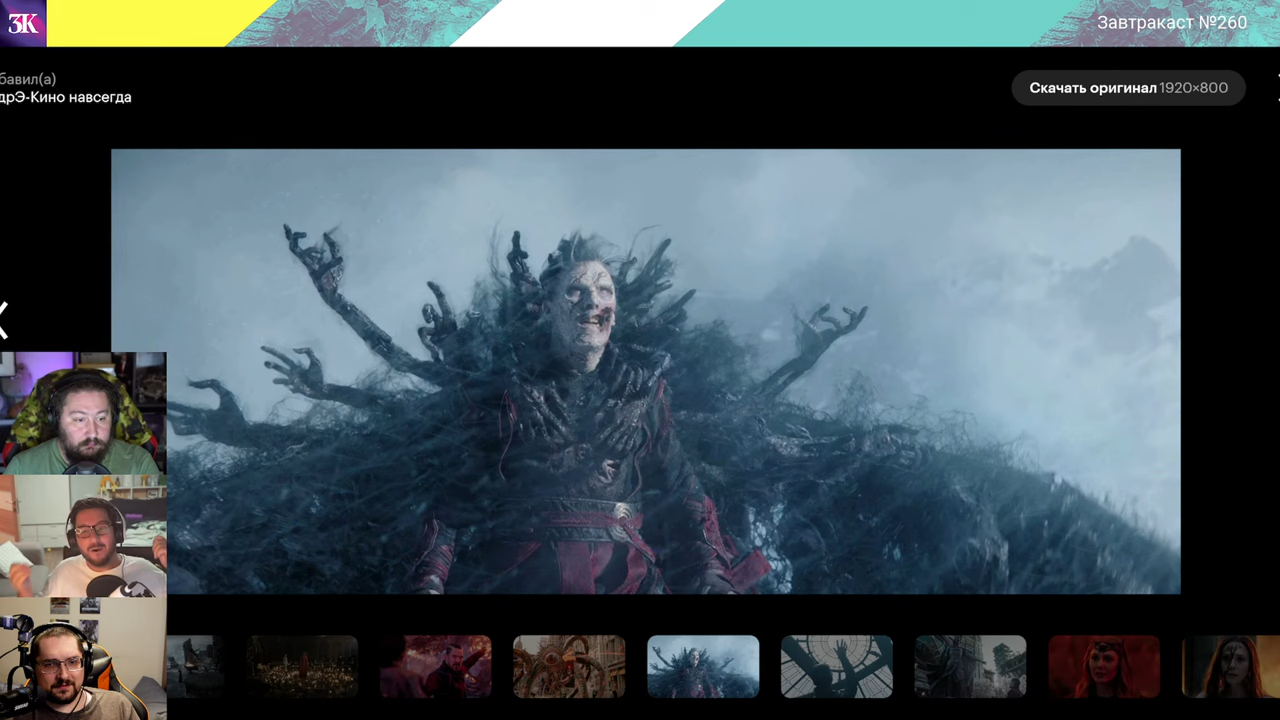 ЗК
Завтракаст №260
бавил(а)
дрЭ-Кино навсегда
Скачать оригинал 1920×800